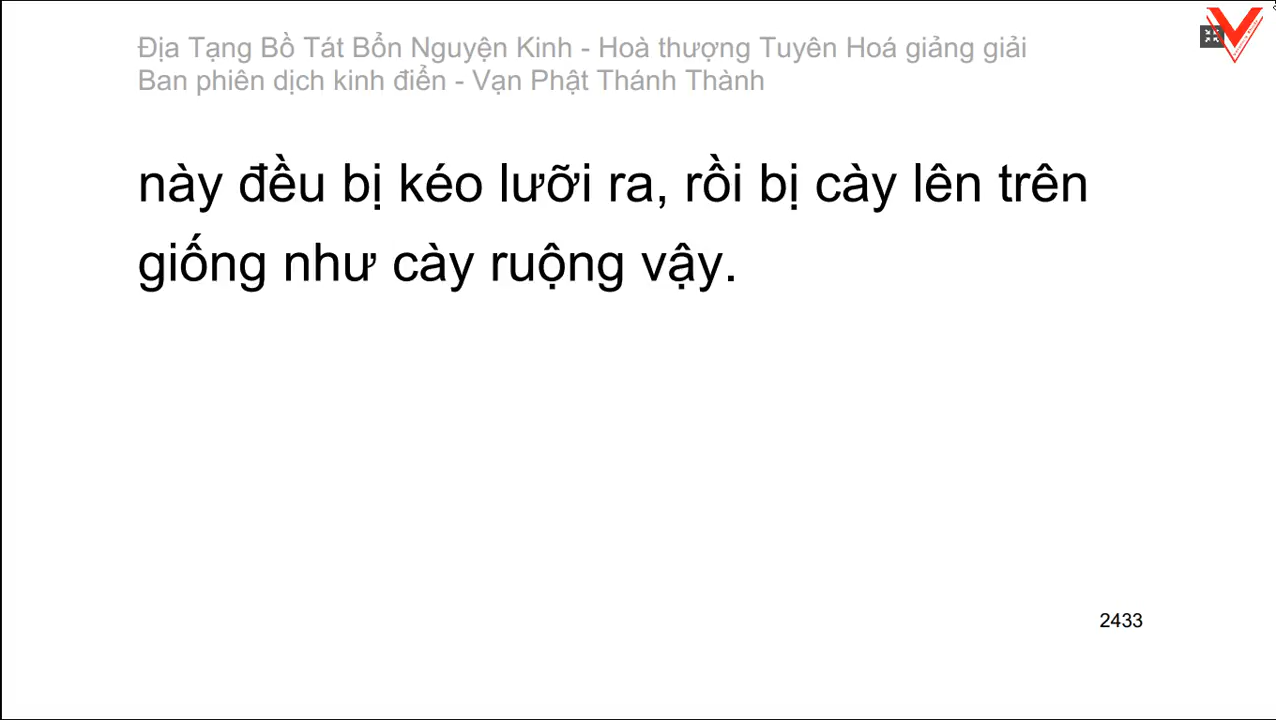 Địa Tạng Bồ Tát Bổn Nguyện Kinh - Hoà thượng Tuyên Hoá giảng giải
Ban phiên dịch kinh điển - Vạn Phật Thánh Thành
này đều bị kéo lưỡi ra, rồi bị cày lên trên
giống như cày ruộng vậy.
2433